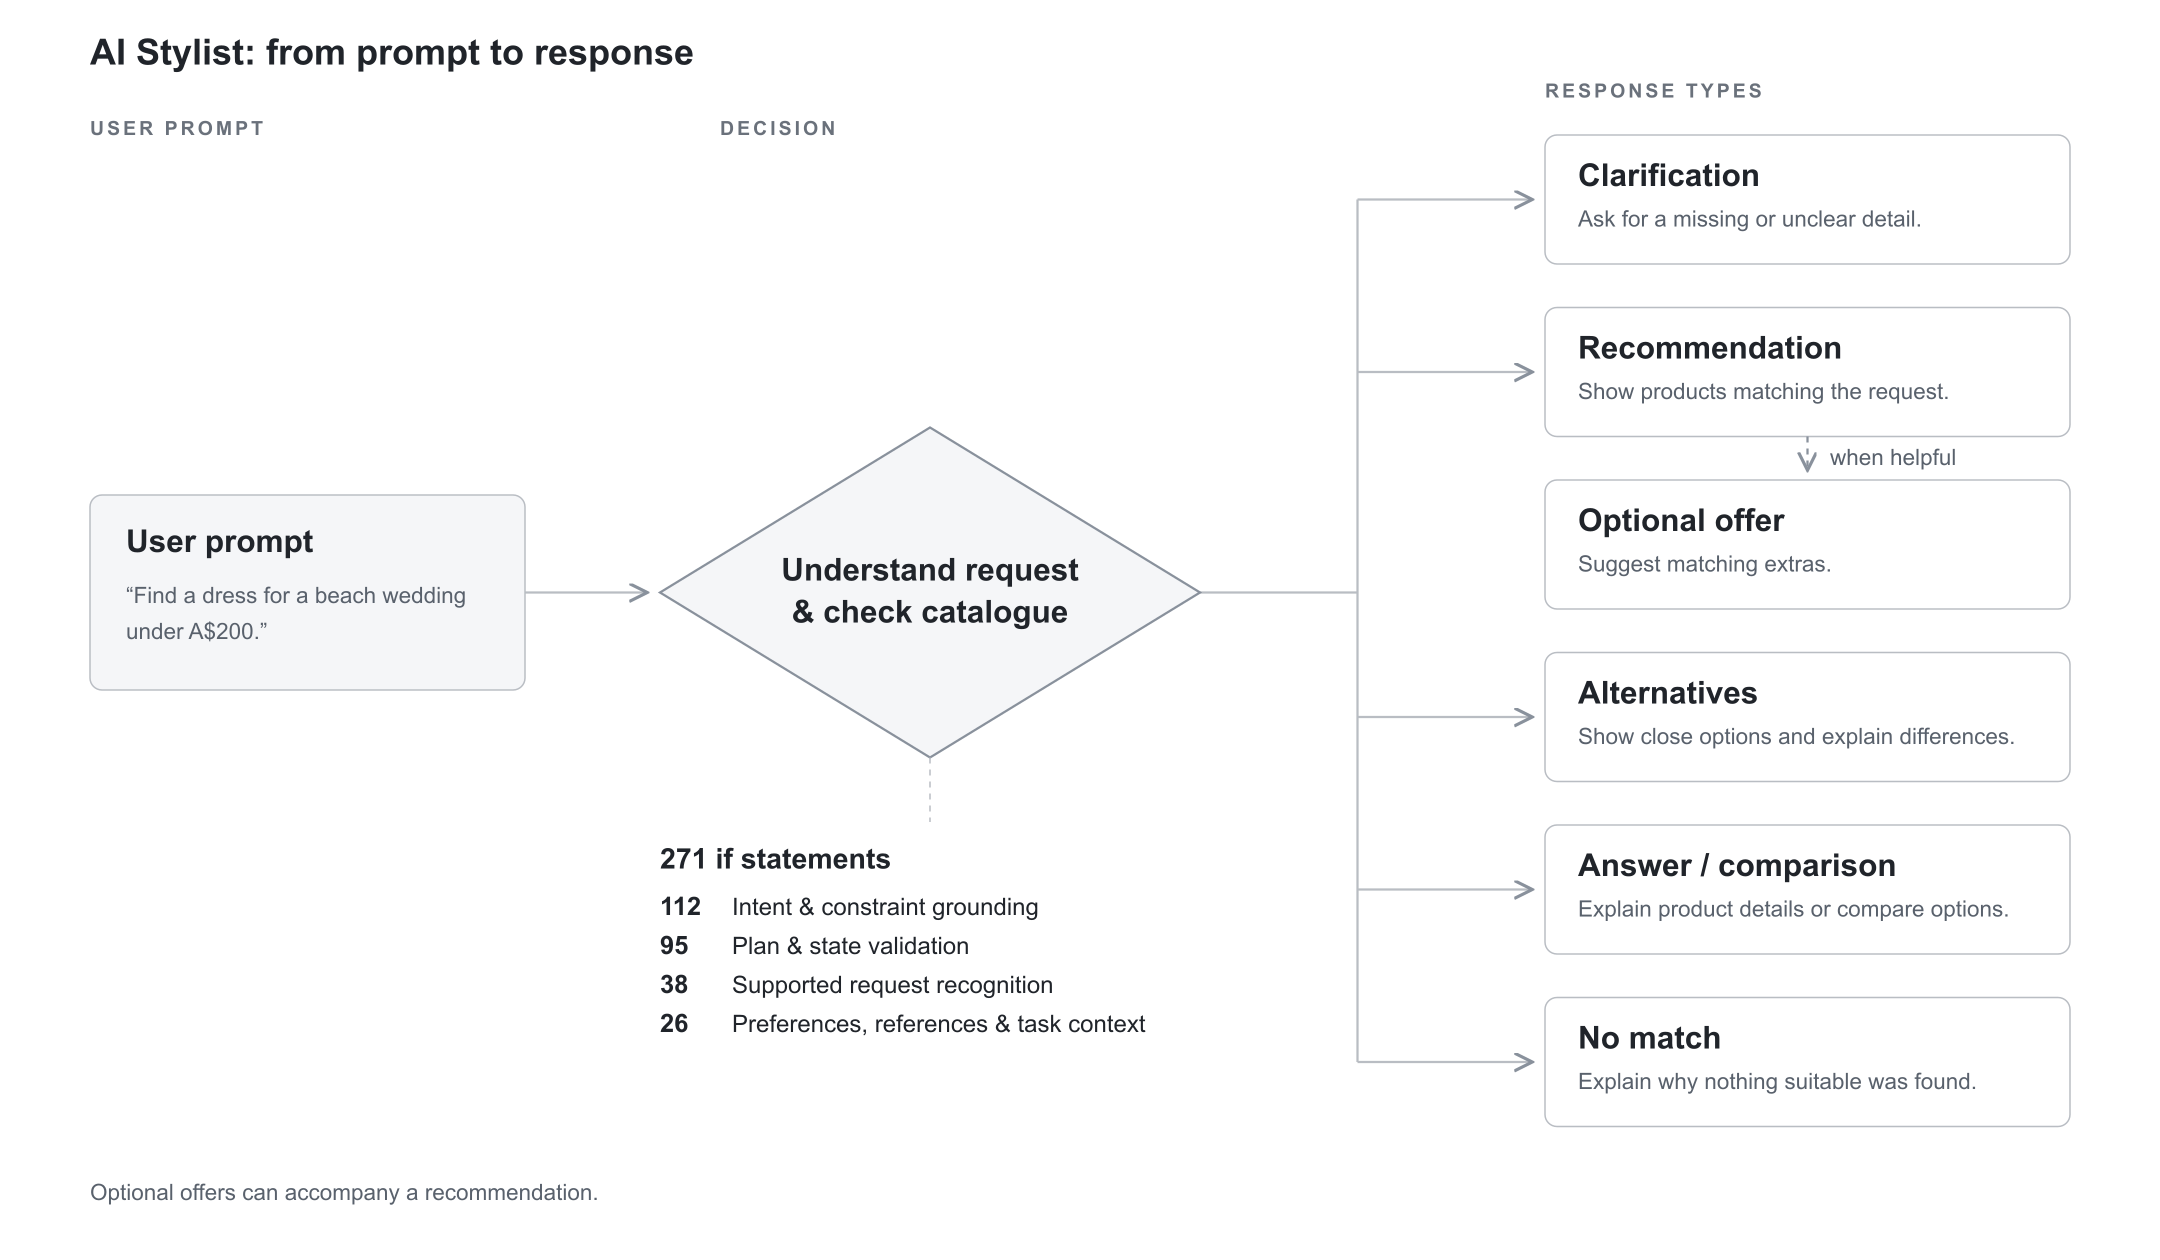 AI Stylist: from prompt to response
USER PROMPT
DECISION
RESPONSE TYPES
User prompt
“Find a dress for a beach wedding
under A$200.”
Understand request
& check catalogue
271 if statements
112 Intent & constraint grounding
95 Plan & state validation
38 Supported request recognition
26 Preferences, references & task context
Clarification
Ask for a missing or unclear detail.
Recommendation
Show products matching the request.
when helpful
Optional offer
Suggest matching extras.
Alternatives
Show close options and explain differences.
Answer / comparison
Explain product details or compare options.
No match
Explain why nothing suitable was found.
Optional offers can accompany a recommendation.